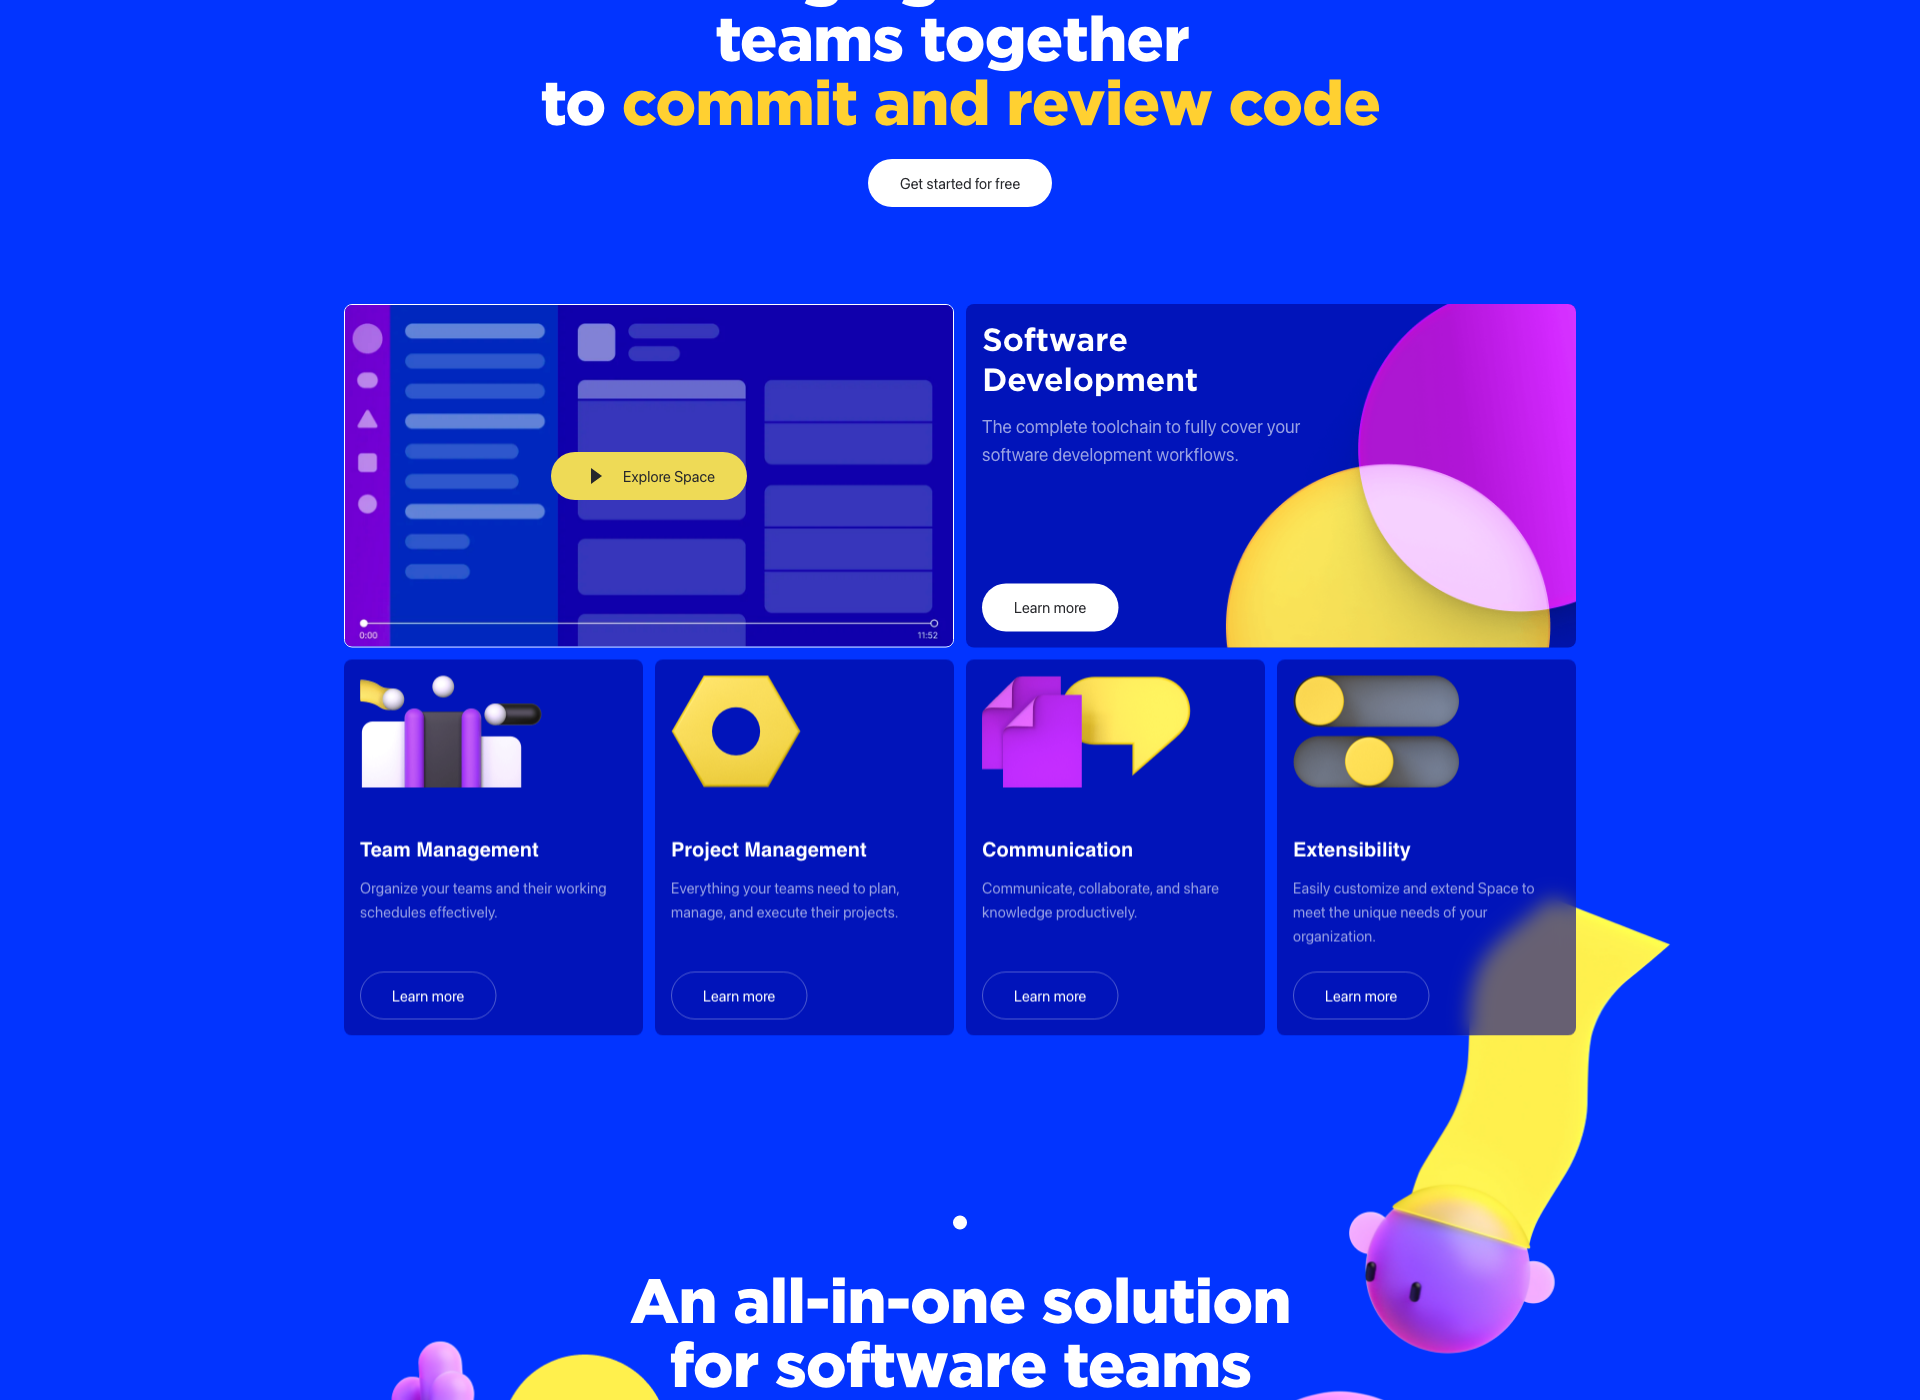 teams together
to commit and review code
Get started for free
Explore Space
0:00
11:52
Software
Development
The complete toolchain to fully cover your
software development workflows.
Learn more
Team Management
Organize your teams and their working
schedules effectively.
Learn more
Project Management
Everything your teams need to plan,
manage, and execute their projects.
Learn more
Communication
Communicate, collaborate, and share
knowledge productively.
Learn more
Extensibility
Easily customize and extend Space to
meet the unique needs of your
organization.
Learn more
An all-in-one solution
for software teams